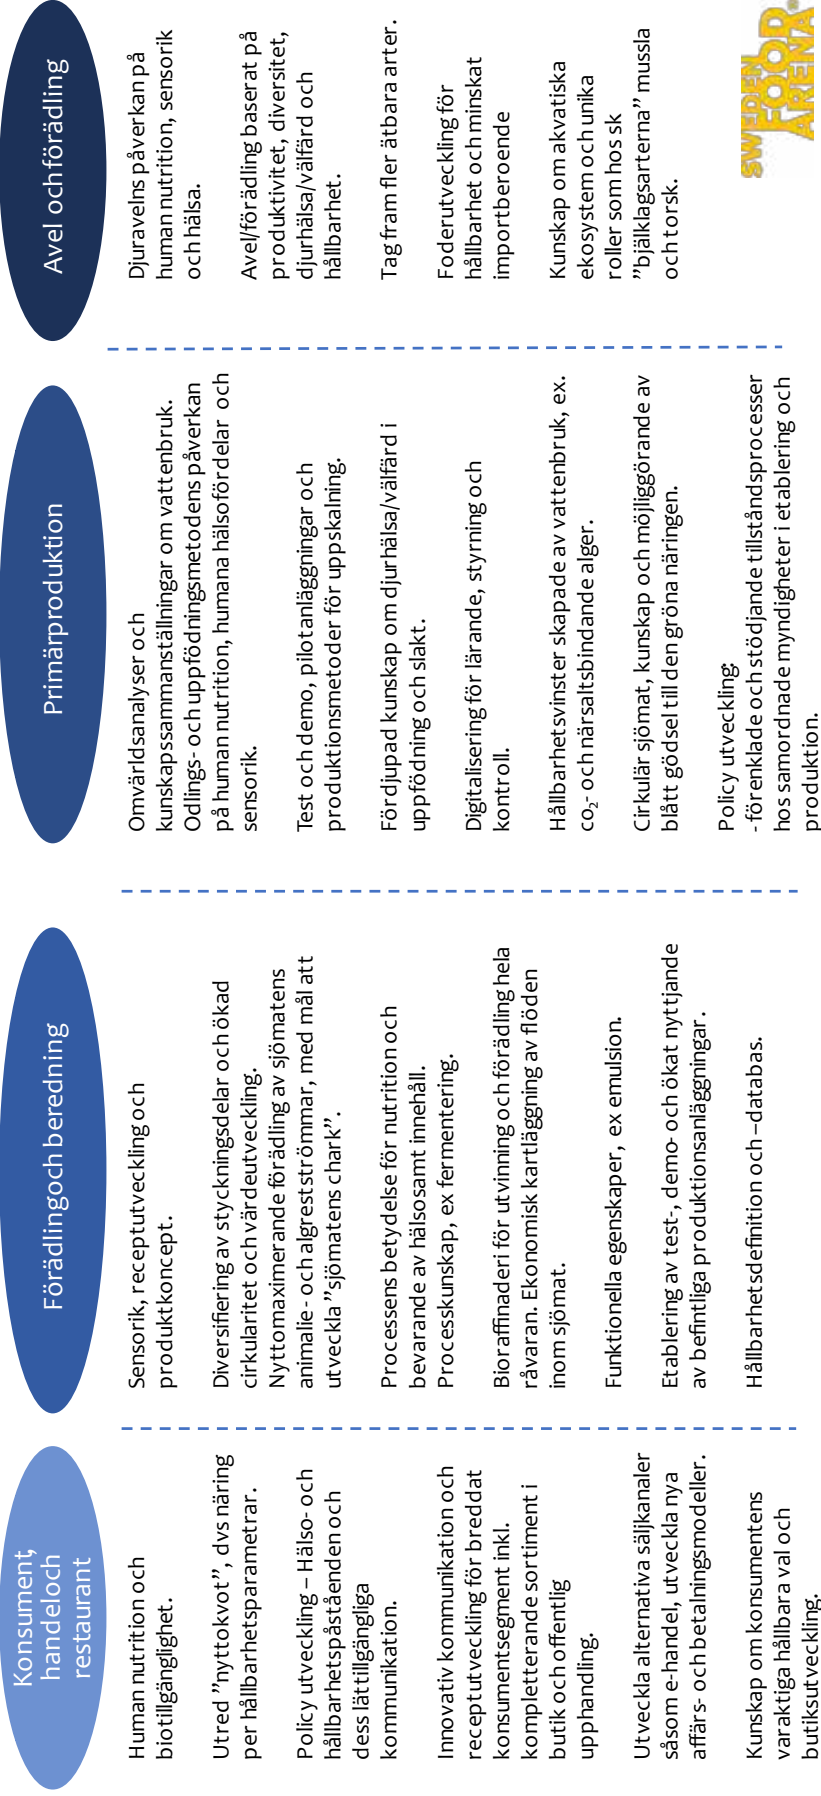 Konsument,
handeloch
restaurant
Human nutrition och
biotillgänglighet.
Utred ”nyttokvot”, dvs näring
per hållbarhetsparametrar.
Policy utveckling – Hälso- och
hållbarhetspåståenden och
dess lättillgängliga
kommunikation.
Innovativ kommunikation och
receptutveckling för breddat
konsumentsegment inkl.
kompletterande sortiment i
butik och offentlig
upphandling.
Utveckla alternativa säljkanaler
såsom e-handel, utveckla nya
affärs- och betalningsmodeller.
Kunskap om konsumentens
varaktiga hållbara val och
butiksutveckling.
Förädling och beredning
Sensorik, receptutveckling och
produktkoncept.
Diversifiering av styckningsdelar och ökad
cirkularitet och värdeutveckling.
Nyttomaximerande förädling av sjömatens
animalie- och algrestströmmar, med mål att
utveckla ”sjömatens chark”.
Processens betydelse för nutrition och
bevarande av hälsosamt innehåll.
Processkunskap, ex fermentering.
Bioraffinaderi för utvinning och förädling hela
råvaran. Ekonomisk kartläggning av flöden
inom sjömat.
Funktionella egenskaper, ex emulsion.
Etablering av test-, demo- och ökat nyttjande
av befintliga produktionsanläggningar.
Hållbarhetsdefinition och –databas.
Primärproduktion
Omvärldsanalyser och
kunskapssammanställningar om vattenbruk.
Odlings- och uppfödningsmetodens påverkan
på human nutrition, humana hälsofördelar och
sensorik.
Test och demo, pilotanläggningar och
produktionsmetoder för uppskalning.
Fördjupad kunskap om djurhälsa/välfärd i
uppfödning och slakt.
Digitalisering för lärande, styrning och
kontroll.
Hållbarhetsvinster skapade av vattenbruk, ex.
co₂- och närsaltsbindande alger.
Cirkulär sjömat, kunskap och möjliggörande av
blått gödsel till den gröna näringen.
Policy utveckling:
-förenklade och stödjande tillståndsprocesser
hos samordnade myndigheter i etablering och
produktion.
Avel och förädling
Djuravelns påverkan på
human nutrition, sensorik
och hälsa.
Avel/förädling baserat på
produktivitet, diversitet,
djurhälsa/välfärd och
hållbarhet.
Tag fram fler ätbara arter.
Foderutveckling för
hållbarhet och minskat
importberoende
Kunskap om akvatiska
ekosystem och unika
roller som hos sk
”bjälklagsarterna” mussla
och torsk.
SWEDEN
FOOD
ARENA